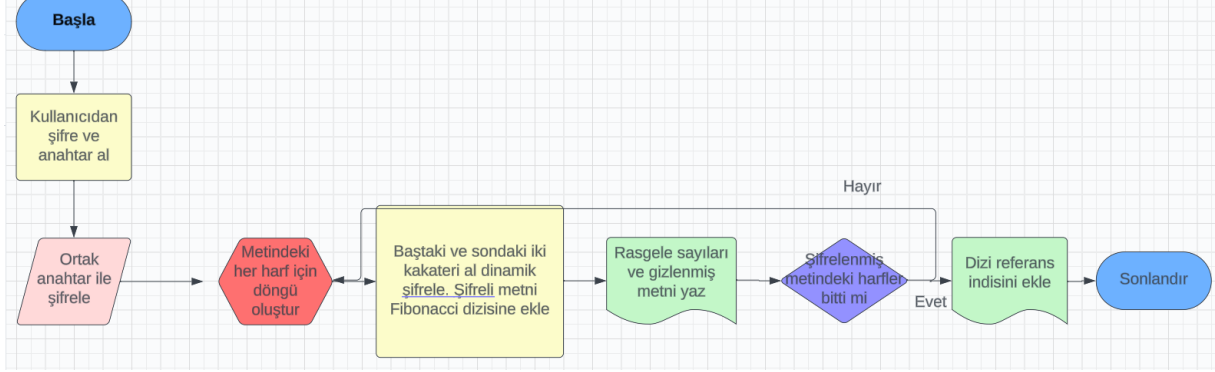 Başla
Kullanıcıdan
şifre ve
anahtar al
Ortak
anahtar ile
şifrele
Metindeki
her harf için
döngü
oluştur
Baştaki ve sondaki iki
kakateri al dinamik
şifrele. Şifreli metni
Fibonacci dizisine ekle
Rasgele sayıları
ve gizlenmiş
metni yaz
Şifrelenmiş
metindeki harfler
bitti mi
Hayır
Evet
Dizi referans
indisini ekle
Sonlandır